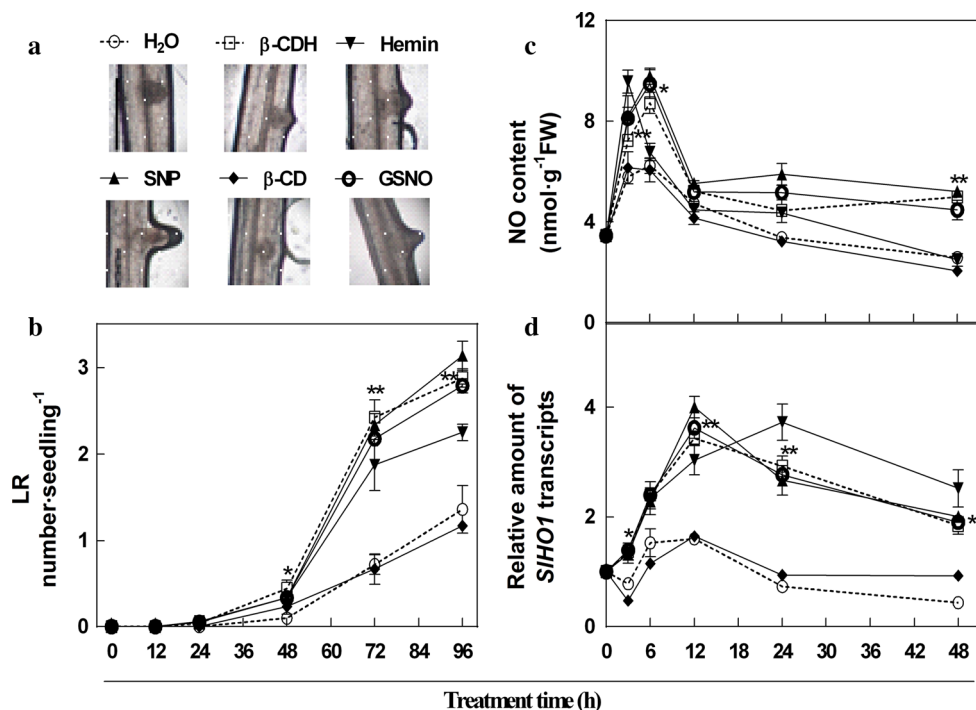 a
H₂O β-CDH Hemin
SNP β-CD GSNO
b
LR
number·seedling⁻¹
3
2
1
0
0 12 24 36 48 60 72 84 96
* ** **
c
NO content
(nmol·g⁻¹FW)
12
8
4
0
** * **
d
Relative amount of
SlHO1 transcripts
4
2
0
* ** ** *
0 6 12 18 24 30 36 42 48
Treatment time (h)